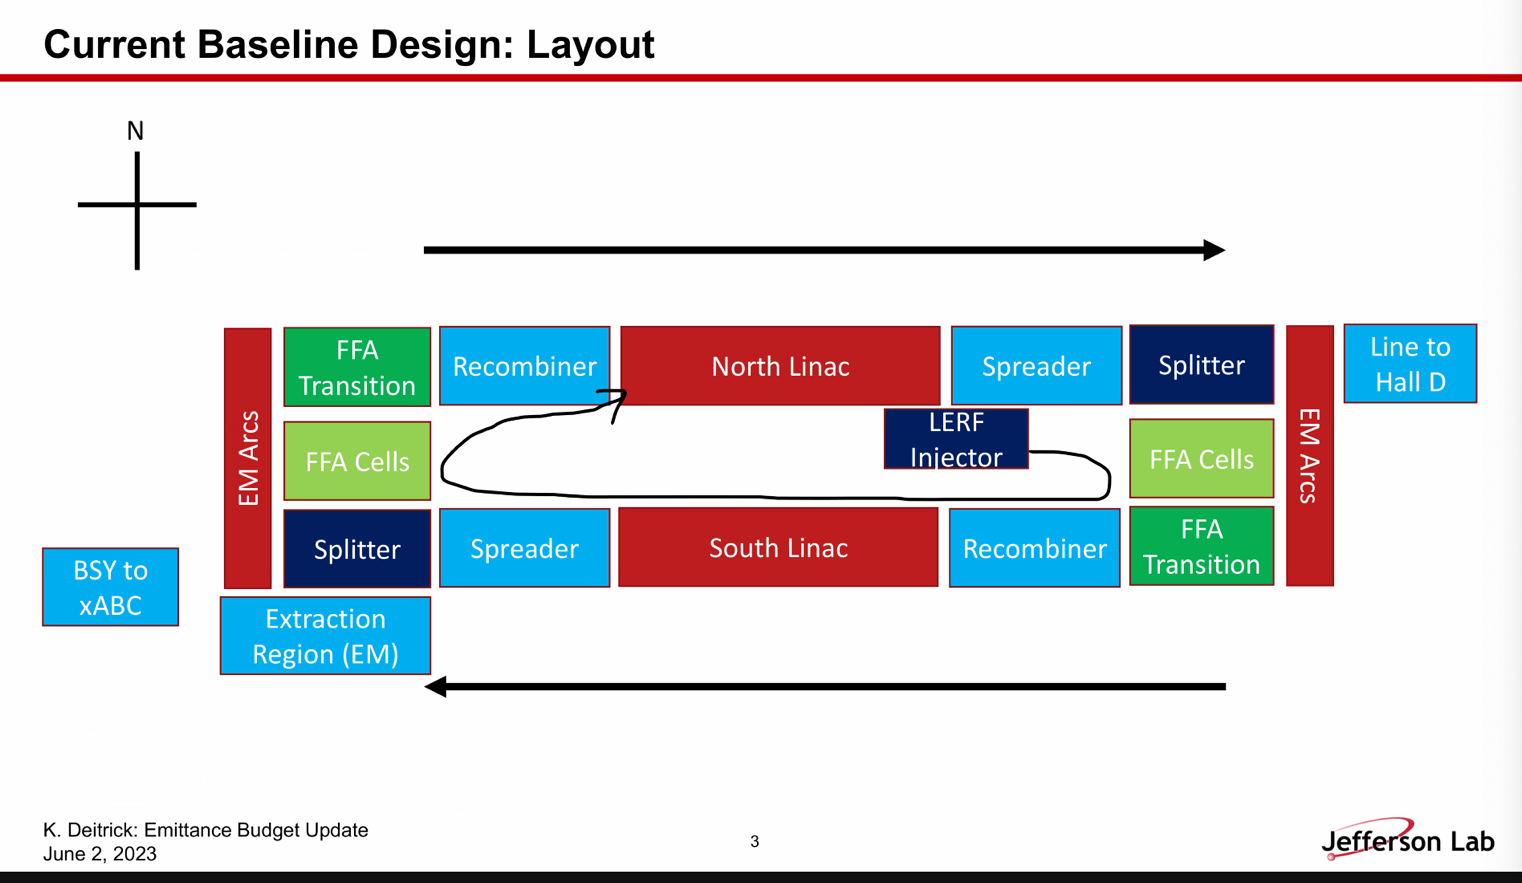 Current Baseline Design: Layout
N
FFA
Transition
Recombiner
North Linac
Spreader
Splitter
Line to
Hall D
EM Arcs
FFA Cells
LERF
Injector
FFA Cells
EM Arcs
Splitter
Spreader
South Linac
Recombiner
FFA
Transition
BSY to
xABC
Extraction
Region (EM)
K. Deitrick: Emittance Budget Update
June 2, 2023
3
Jefferson Lab